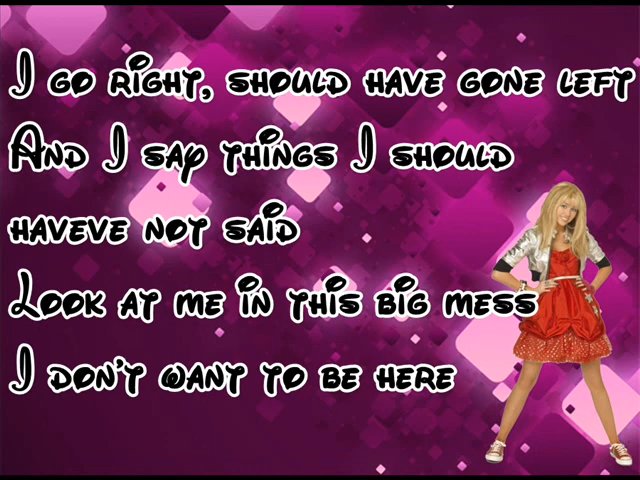 I go right, should have gone left
And I say things I should
haveve not said
Look at me in this big mess
I don't want to be here